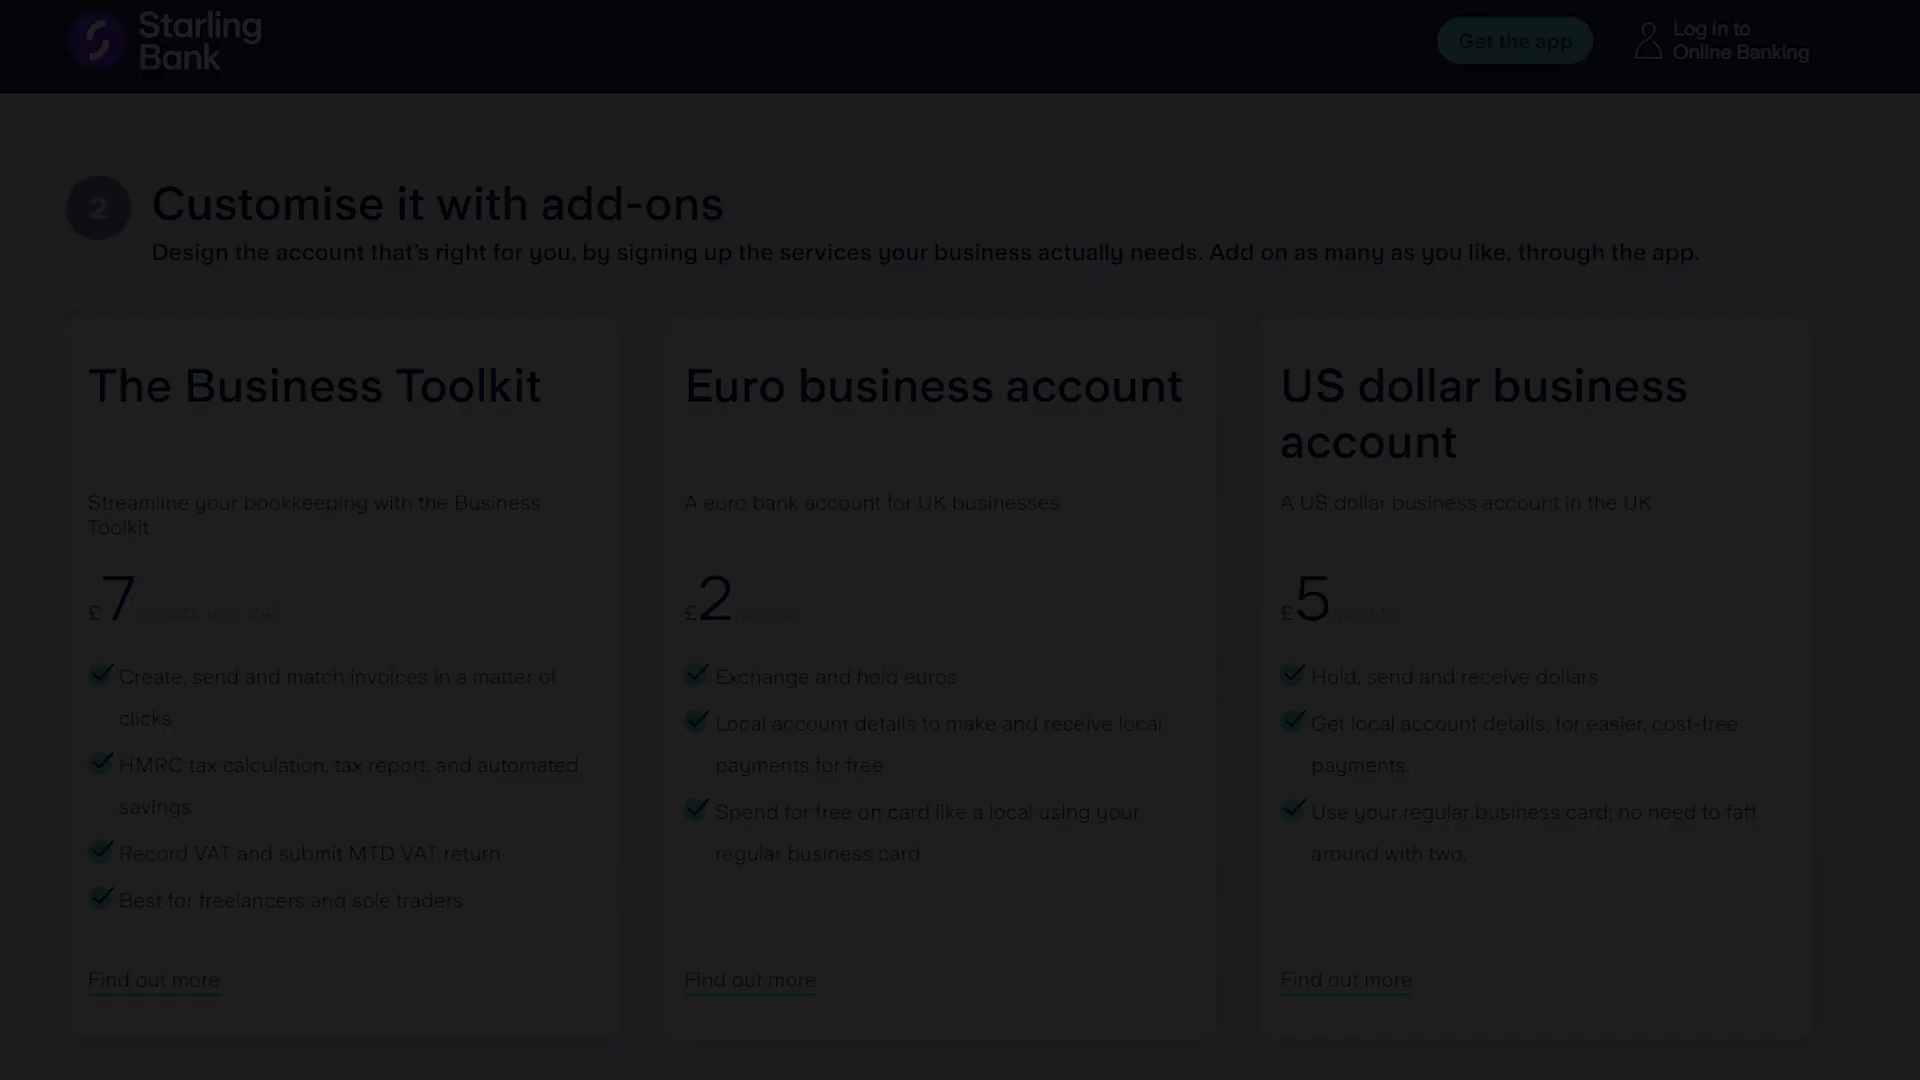 Starling
Bank
Get the app
Log in to
Online Banking
2
Customise it with add-ons
Design the account that's right for you, by signing up the services your business actually needs. Add on as many as you like, through the app.
The Business Toolkit
Streamline your bookkeeping with the Business
Toolkit
£7 /month inc. VAT
Create, send and match invoices in a matter of
clicks
HMRC tax calculation, tax report, and automated
savings
Record VAT and submit MTD VAT return
Best for freelancers and sole traders
Find out more
Euro business account
A euro bank account for UK businesses
£2 /month
Exchange and hold euros
Local account details to make and receive local
payments for free
Spend for free on card like a local using your
regular business card
Find out more
US dollar business
account
A US dollar business account in the UK
£5 /month
Hold, send and receive dollars
Get local account details, for easier, cost-free
payments.
Use your regular business card; no need to faff
around with two.
Find out more